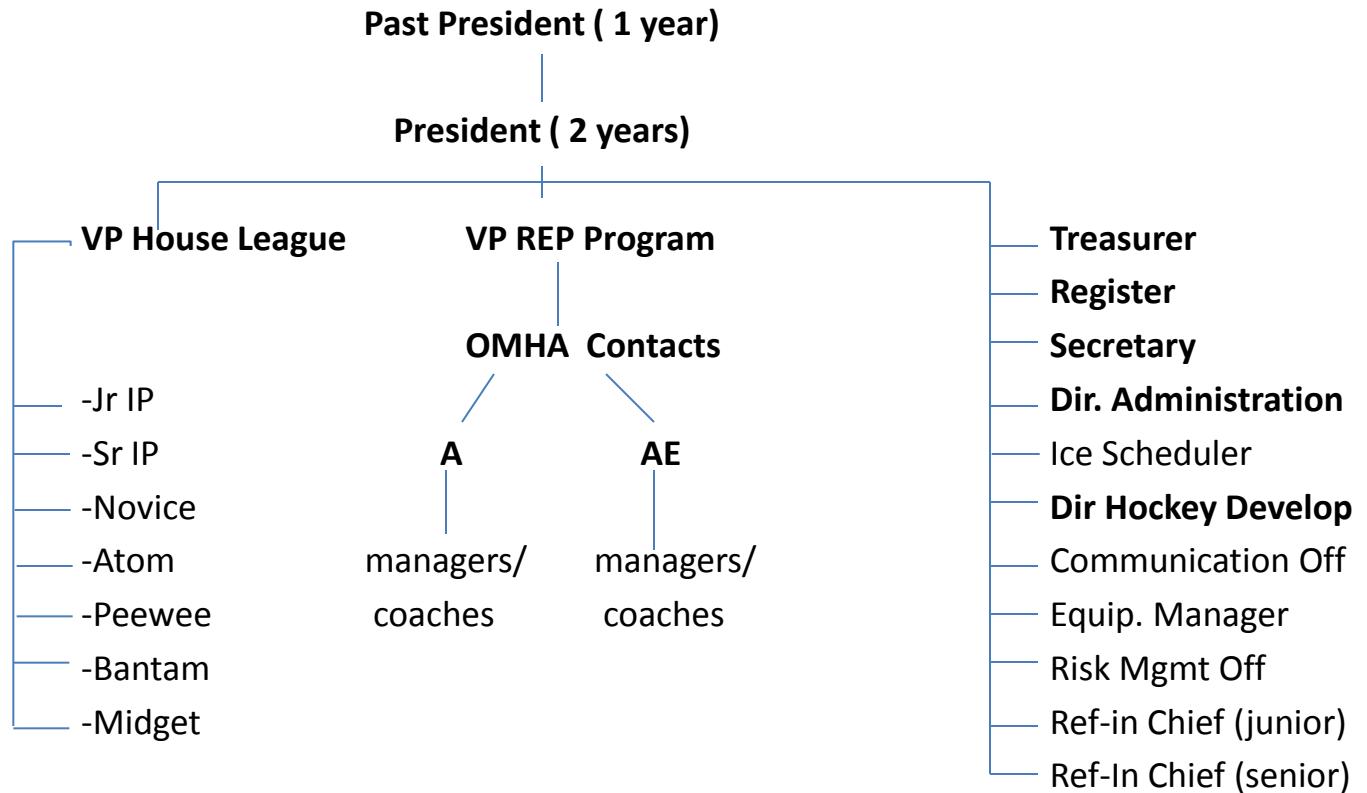 Past President ( 1 year)
President ( 2 years)
VP House League
-Jr IP
-Sr IP
-Novice
-Atom
-Peewee
-Bantam
-Midget
VP REP Program
OMHA Contacts
A
managers/
coaches
AE
managers/
coaches
Treasurer
Register
Secretary
Dir. Administration
Ice Scheduler
Dir Hockey Develop
Communication Off
Equip. Manager
Risk Mgmt Off
Ref-in Chief (junior)
Ref-In Chief (senior)